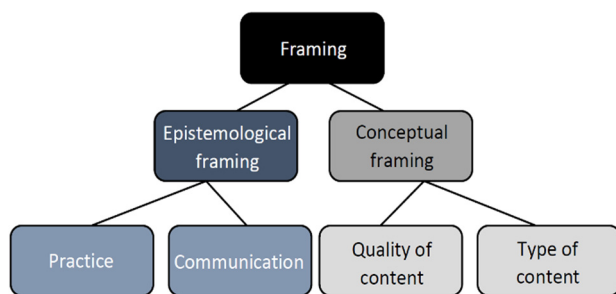 Framing
Epistemological
framing
Conceptual
framing
Practice
Communication
Quality of
content
Type of
content